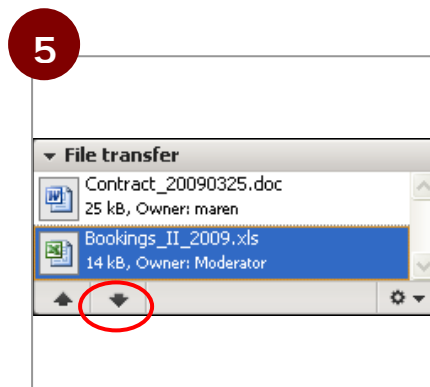 5
File transfer
Contract_20090325.doc
25 kB, Owner: maren
Bookings_II_2009.xls
14 kB, Owner: Moderator